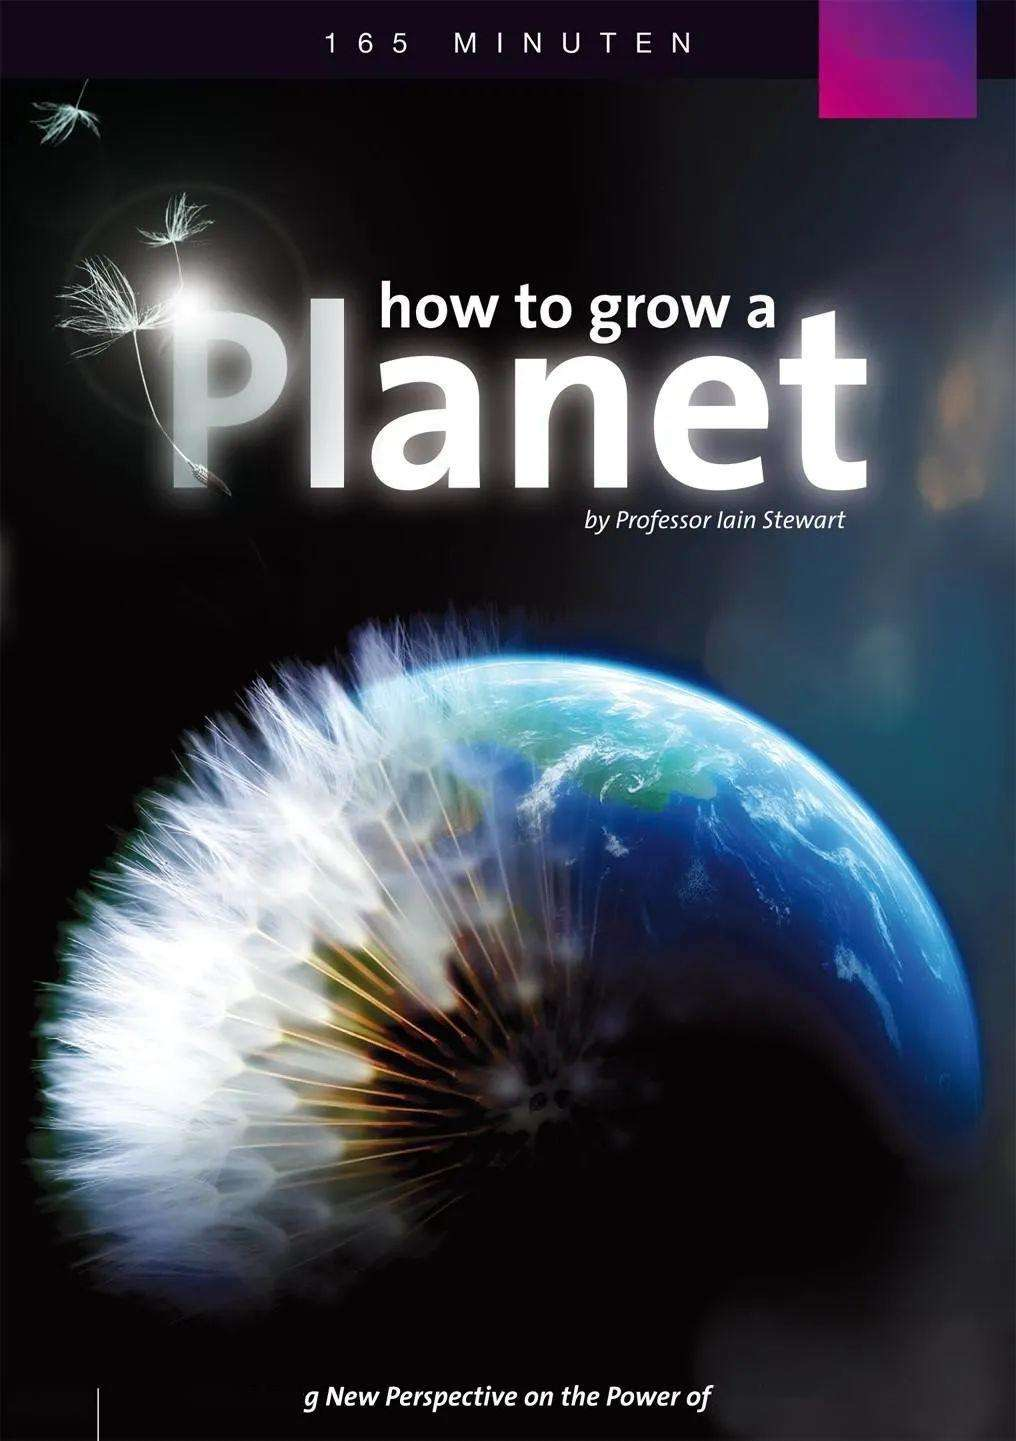 165 MINUTEN
how to grow a
Planet
by Professor Iain Stewart
g New Perspective on the Power of